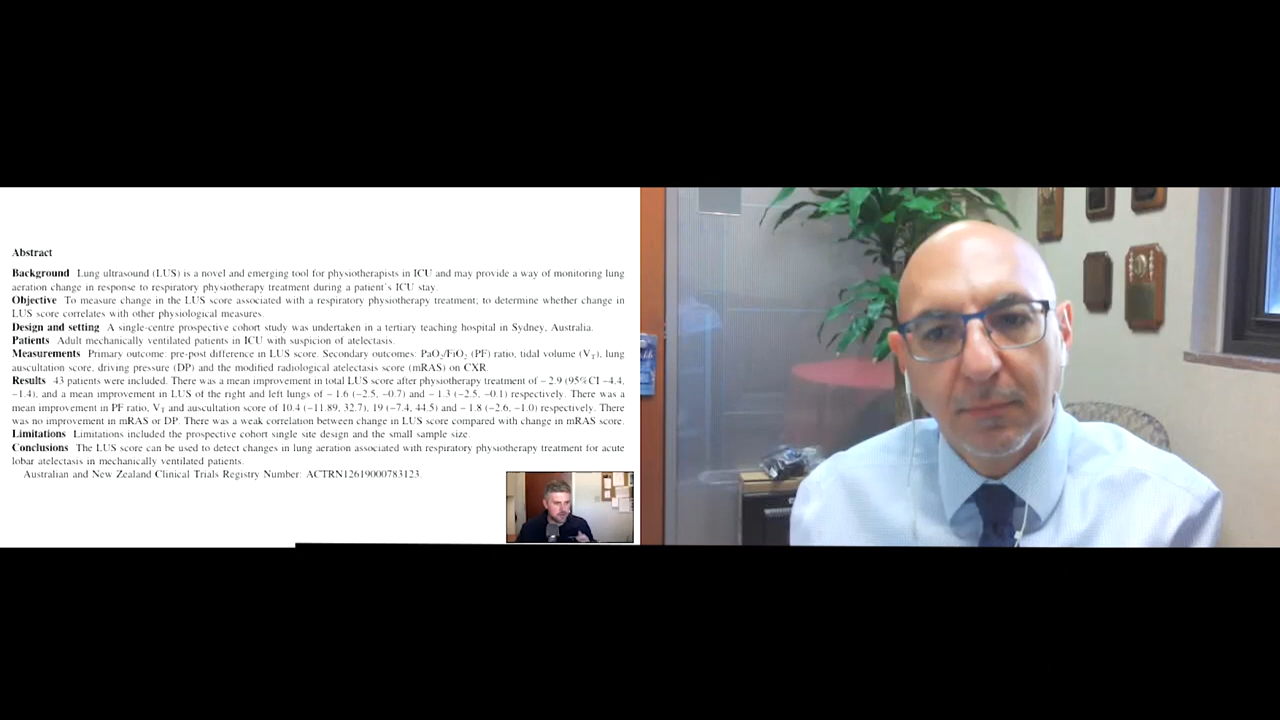 Abstract
Background Lung ultrasound (LUS) is a novel and emerging tool for physiotherapists in ICU and may provide a way of monitoring lung
aeration change in response to respiratory physiotherapy treatment during a patient's ICU stay.
Objective To measure change in the LUS score associated with a respiratory physiotherapy treatment; to determine whether change in
LUS score correlates with other physiological measures.
Design and setting A single-centre prospective cohort study was undertaken in a tertiary teaching hospital in Sydney, Australia.
Patients Adult mechanically ventilated patients in ICU with suspicion of atelectasis.
Measurements Primary outcome: pre-post difference in LUS score. Secondary outcomes: PaO₂/FiO₂ (PF) ratio, tidal volume (V_T), lung
auscultation score, driving pressure (DP) and the modified radiological atelectasis score (mRAS) on CXR.
Results 43 patients were included. There was a mean improvement in total LUS score after physiotherapy treatment of − 2.9 (95%CI −4.4,
−1.4), and a mean improvement in LUS of the right and left lungs of − 1.6 (−2.5, −0.7) and − 1.3 (−2.5, −0.1) respectively. There was a
mean improvement in PF ratio, V_T and auscultation score of 10.4 (−11.89, 32.7), 19 (−7.4, 44.5) and − 1.8 (−2.6, −1.0) respectively. There
was no improvement in mRAS or DP. There was a weak correlation between change in LUS score compared with change in mRAS score.
Limitations Limitations included the prospective cohort single site design and the small sample size.
Conclusions The LUS score can be used to detect changes in lung aeration associated with respiratory physiotherapy treatment for acute
lobar atelectasis in mechanically ventilated patients.
Australian and New Zealand Clinical Trials Registry Number: ACTRN12619000783123.